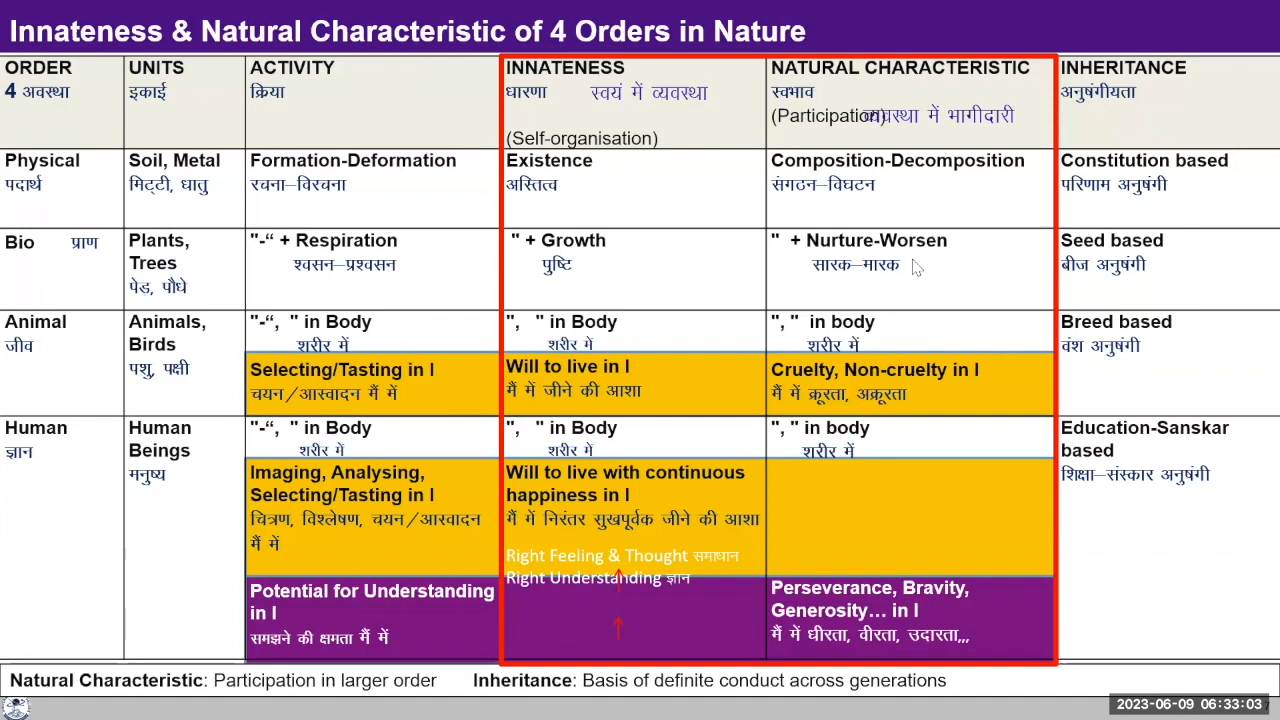 Innateness & Natural Characteristic of 4 Orders in Nature
ORDER
4 अवस्था
UNITS
इकाई
ACTIVITY
क्रिया
INNATENESS
धारणा स्वयं में व्यवस्था
(Self-organisation)
NATURAL CHARACTERISTIC
स्वभाव
(Participation) व्यवस्था में भागीदारी
INHERITANCE
अनुषंगीयता
Physical
पदार्थ
Soil, Metal
मिट्टी, धातु
Formation-Deformation
रचना–विरचना
Existence
अस्तित्व
Composition-Decomposition
संगठन–विघटन
Constitution based
परिणाम अनुषंगी
Bio प्राण
Plants,
Trees
पेड़, पौधे
"-“ + Respiration
श्वसन–प्रश्वसन
" + Growth
पुष्टि
" + Nurture-Worsen
सारक–मारक
Seed based
बीज अनुषंगी
Animal
जीव
Animals,
Birds
पशु, पक्षी
"-“, " in Body
शरीर में
Selecting/Tasting in I
चयन/आस्वादन मैं में
", " in Body
शरीर में
Will to live in I
मैं में जीने की आशा
", " in body
शरीर में
Cruelty, Non-cruelty in I
मैं में क्रूरता, अक्रूरता
Breed based
वंश अनुषंगी
Human
ज्ञान
Human
Beings
मनुष्य
"-“, " in Body
शरीर में
Imaging, Analysing,
Selecting/Tasting in I
चित्रण, विश्लेषण, चयन/आस्वादन
मैं में
Potential for Understanding
in I
समझने की क्षमता मैं में
", " in Body
शरीर में
Will to live with continuous
happiness in I
मैं में निरंतर सुखपूर्वक जीने की आशा
Right Feeling & Thought समाधान
Right Understanding ज्ञान
", " in body
शरीर में
Perseverance, Bravity,
Generosity… in I
मैं में धीरता, वीरता, उदारता,,,
Education-Sanskar
based
शिक्षा–संस्कार अनुषंगी
Natural Characteristic: Participation in larger order Inheritance: Basis of definite conduct across generations
2023-06-09 06:33:03
7